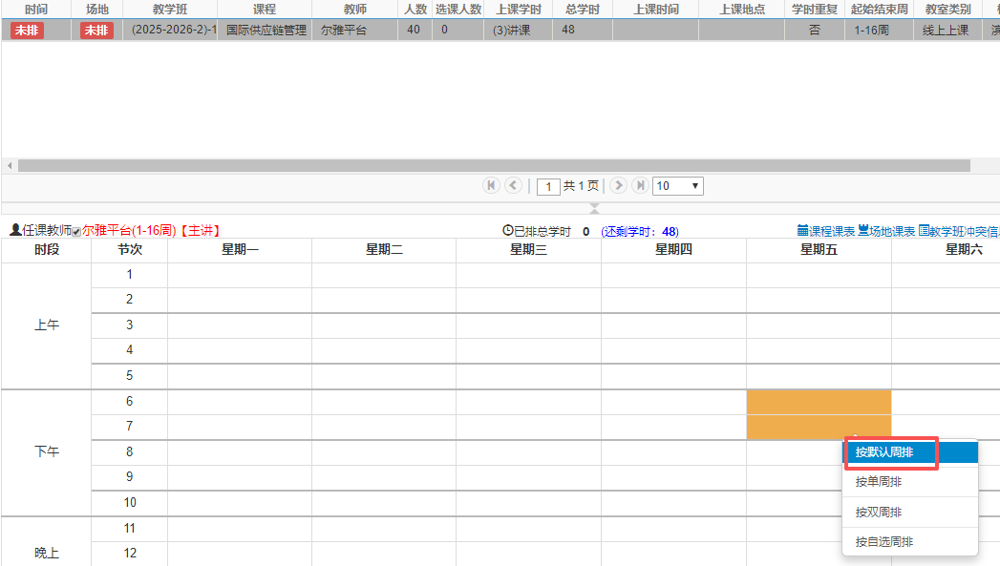 时间 场地 教学班 课程 教师 人数 选课人数 上课学时 总学时 上课时间 上课地点 学时重复 起始结束周 教室类别
未排 未排 (2025-2026-2)-1 国际供应链管理 尔雅平台 40 0 (3)讲课 48 否 1-16周 线上上课
1 共 1 页 10
任课教师 尔雅平台(1-16周)【主讲】 已排总学时 0 (还剩学时：48) 课程课表 场地课表 教学班冲突信
时段 节次 星期一 星期二 星期三 星期四 星期五 星期六
1
2
上午 3
4
5
6
7
下午 8
9
10
11
晚上 12
按默认周排
按单周排
按双周排
按自选周排